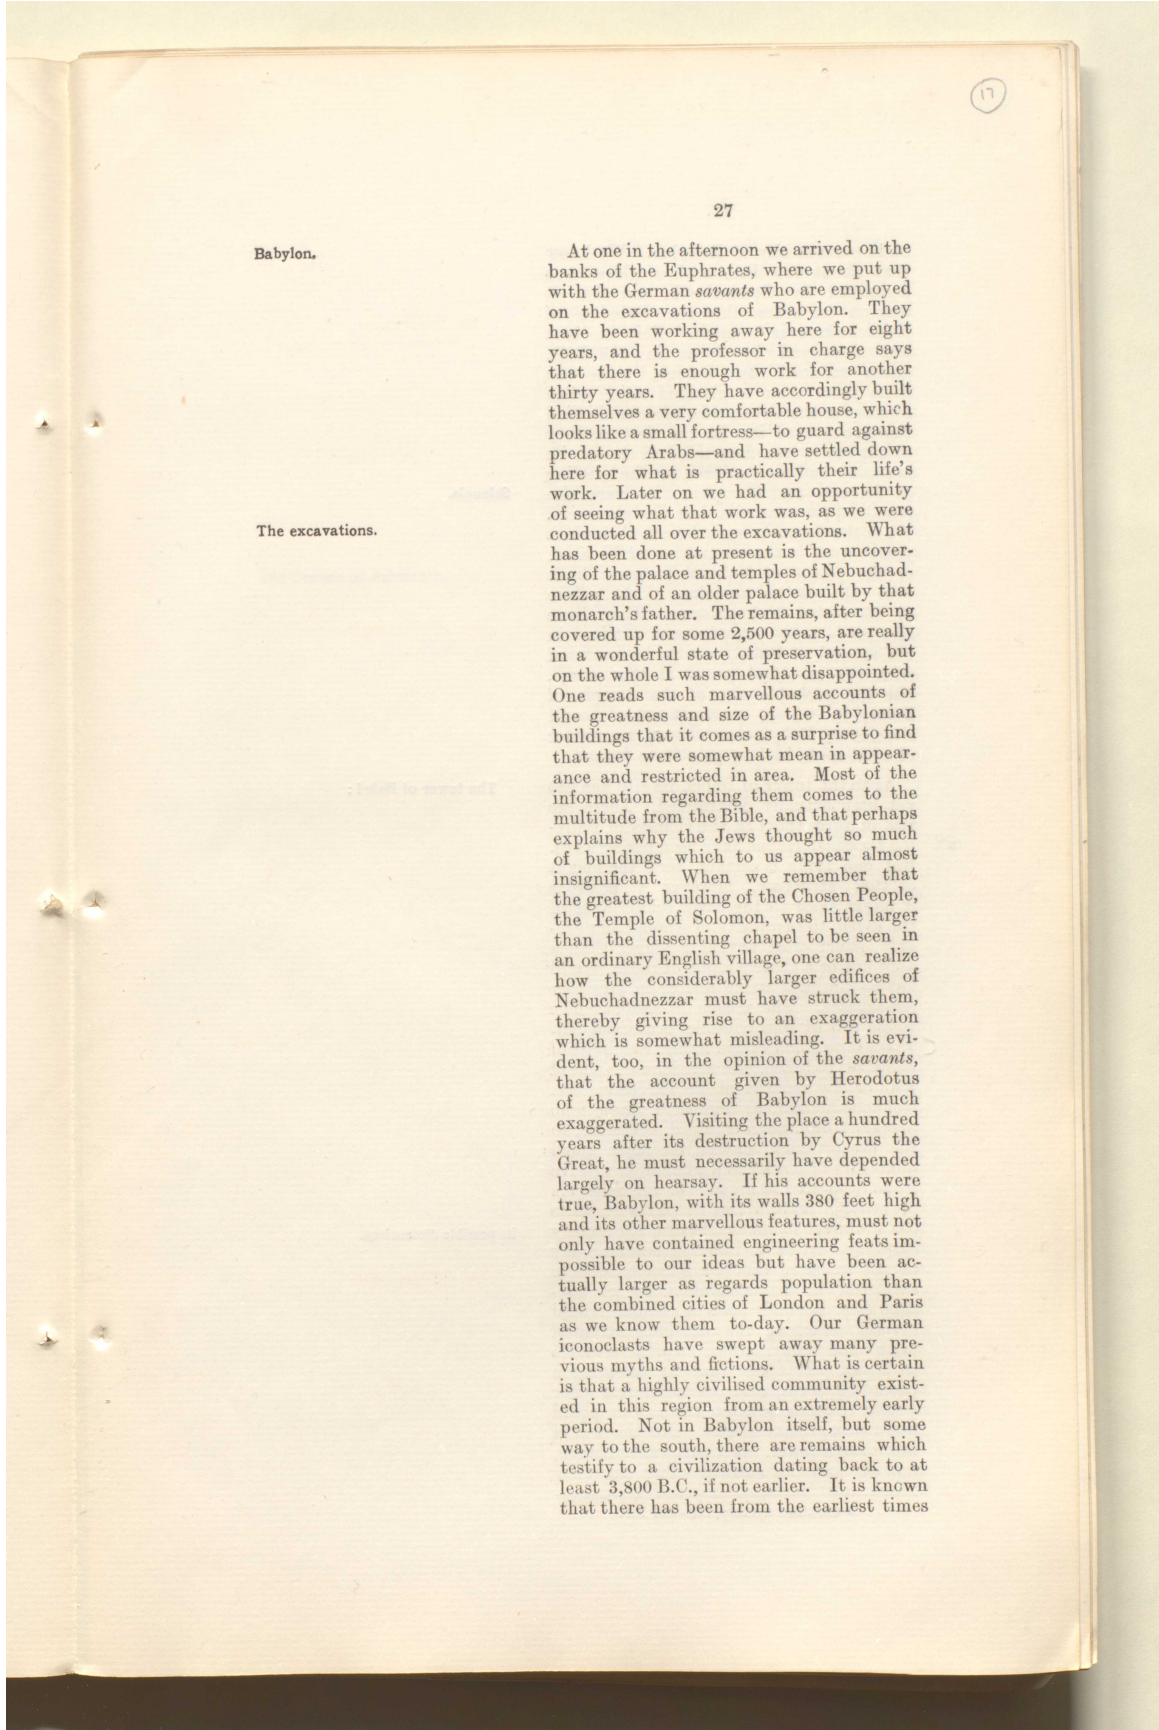 17
27
Babylon.
At one in the afternoon we arrived on the
banks of the Euphrates, where we put up
with the German savants who are employed
on the excavations of Babylon. They
have been working away here for eight
years, and the professor in charge says
that there is enough work for another
thirty years. They have accordingly built
themselves a very comfortable house, which
looks like a small fortress—to guard against
predatory Arabs—and have settled down
here for what is practically their life's
work. Later on we had an opportunity
of seeing what that work was, as we were
The excavations.
conducted all over the excavations. What
has been done at present is the uncover-
ing of the palace and temples of Nebuchad-
nezzar and of an older palace built by that
monarch's father. The remains, after being
covered up for some 2,500 years, are really
in a wonderful state of preservation, but
on the whole I was somewhat disappointed.
One reads such marvellous accounts of
the greatness and size of the Babylonian
buildings that it comes as a surprise to find
that they were somewhat mean in appear-
ance and restricted in area. Most of the
information regarding them comes to the
multitude from the Bible, and that perhaps
explains why the Jews thought so much
of buildings which to us appear almost
insignificant. When we remember that
the greatest building of the Chosen People,
the Temple of Solomon, was little larger
than the dissenting chapel to be seen in
an ordinary English village, one can realize
how the considerably larger edifices of
Nebuchadnezzar must have struck them,
thereby giving rise to an exaggeration
which is somewhat misleading. It is evi-
dent, too, in the opinion of the savants,
that the account given by Herodotus
of the greatness of Babylon is much
exaggerated. Visiting the place a hundred
years after its destruction by Cyrus the
Great, he must necessarily have depended
largely on hearsay. If his accounts were
true, Babylon, with its walls 380 feet high
and its other marvellous features, must not
only have contained engineering feats im-
possible to our ideas but have been ac-
tually larger as regards population than
the combined cities of London and Paris
as we know them to-day. Our German
iconoclasts have swept away many pre-
vious myths and fictions. What is certain
is that a highly civilised community exist-
ed in this region from an extremely early
period. Not in Babylon itself, but some
way to the south, there are remains which
testify to a civilization dating back to at
least 3,800 B.C., if not earlier. It is known
that there has been from the earliest times